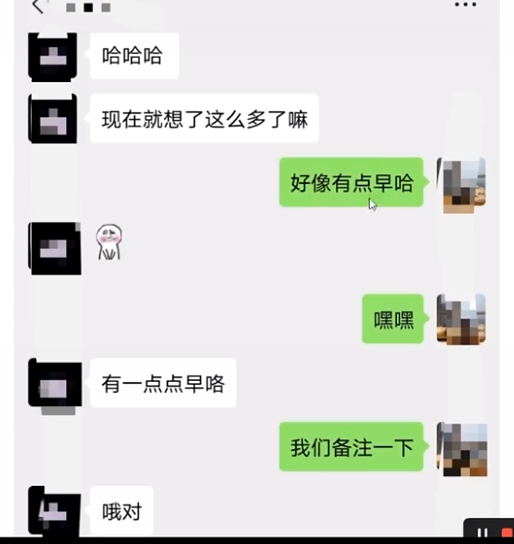 哈哈哈
现在就想了这么多了嘛
好像有点早哈
嘿嘿
有一点点早咯
我们备注一下
哦对